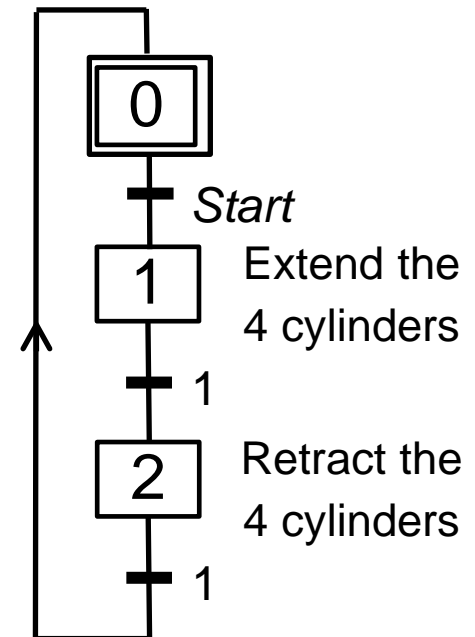 0
Start
1
Extend the
4 cylinders
1
2
Retract the
4 cylinders
1